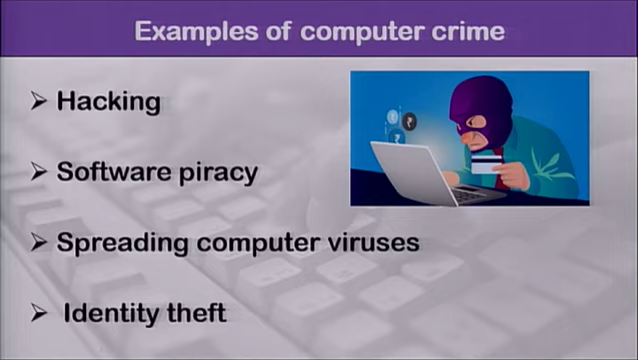 Examples of computer crime
➢ Hacking
➢ Software piracy
➢ Spreading computer viruses
➢ Identity theft